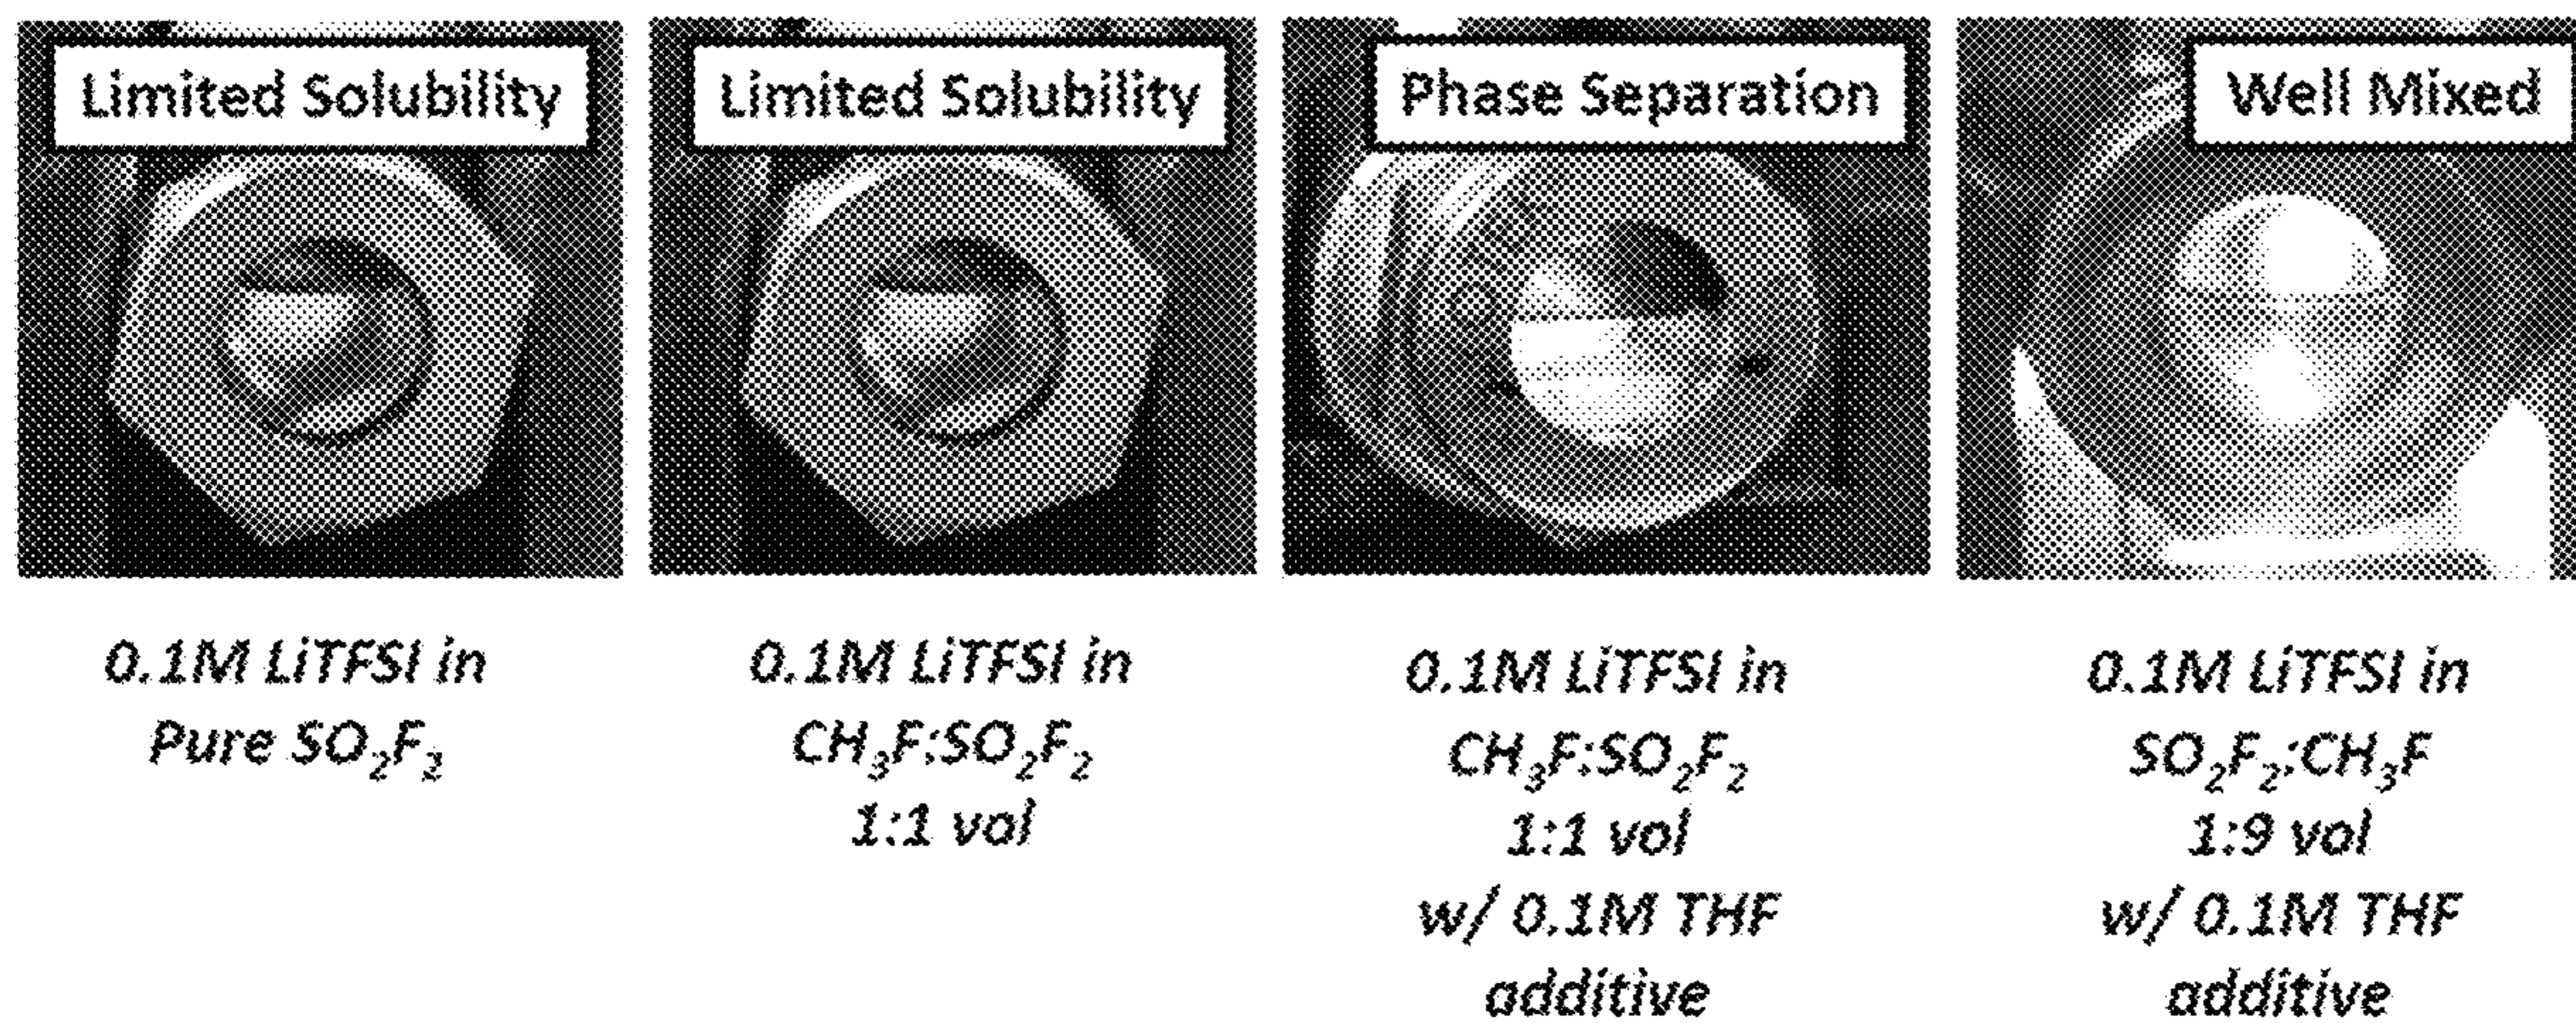 Limited Solubility
Limited Solubility
Phase Separation
Well Mixed
0.1M LiTFSI in
Pure SO₂F₂
0.1M LiTFSI in
CH₃F:SO₂F₂
1:1 vol
0.1M LiTFSI in
CH₃F:SO₂F₂
1:1 vol
w/ 0.1M THF
additive
0.1M LiTFSI in
SO₂F₂:CH₃F
1:9 vol
w/ 0.1M THF
additive